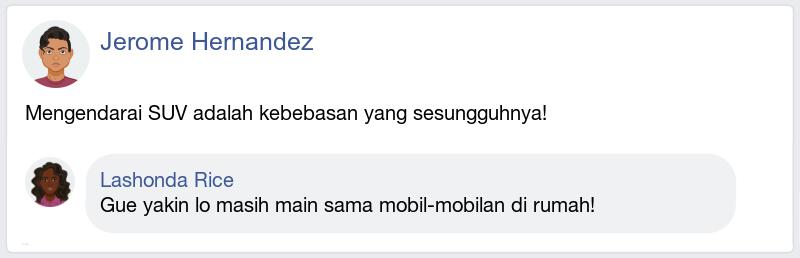 Jerome Hernandez
Mengendarai SUV adalah kebebasan yang sesungguhnya!
Lashonda Rice
Gue yakin lo masih main sama mobil-mobilan di rumah!